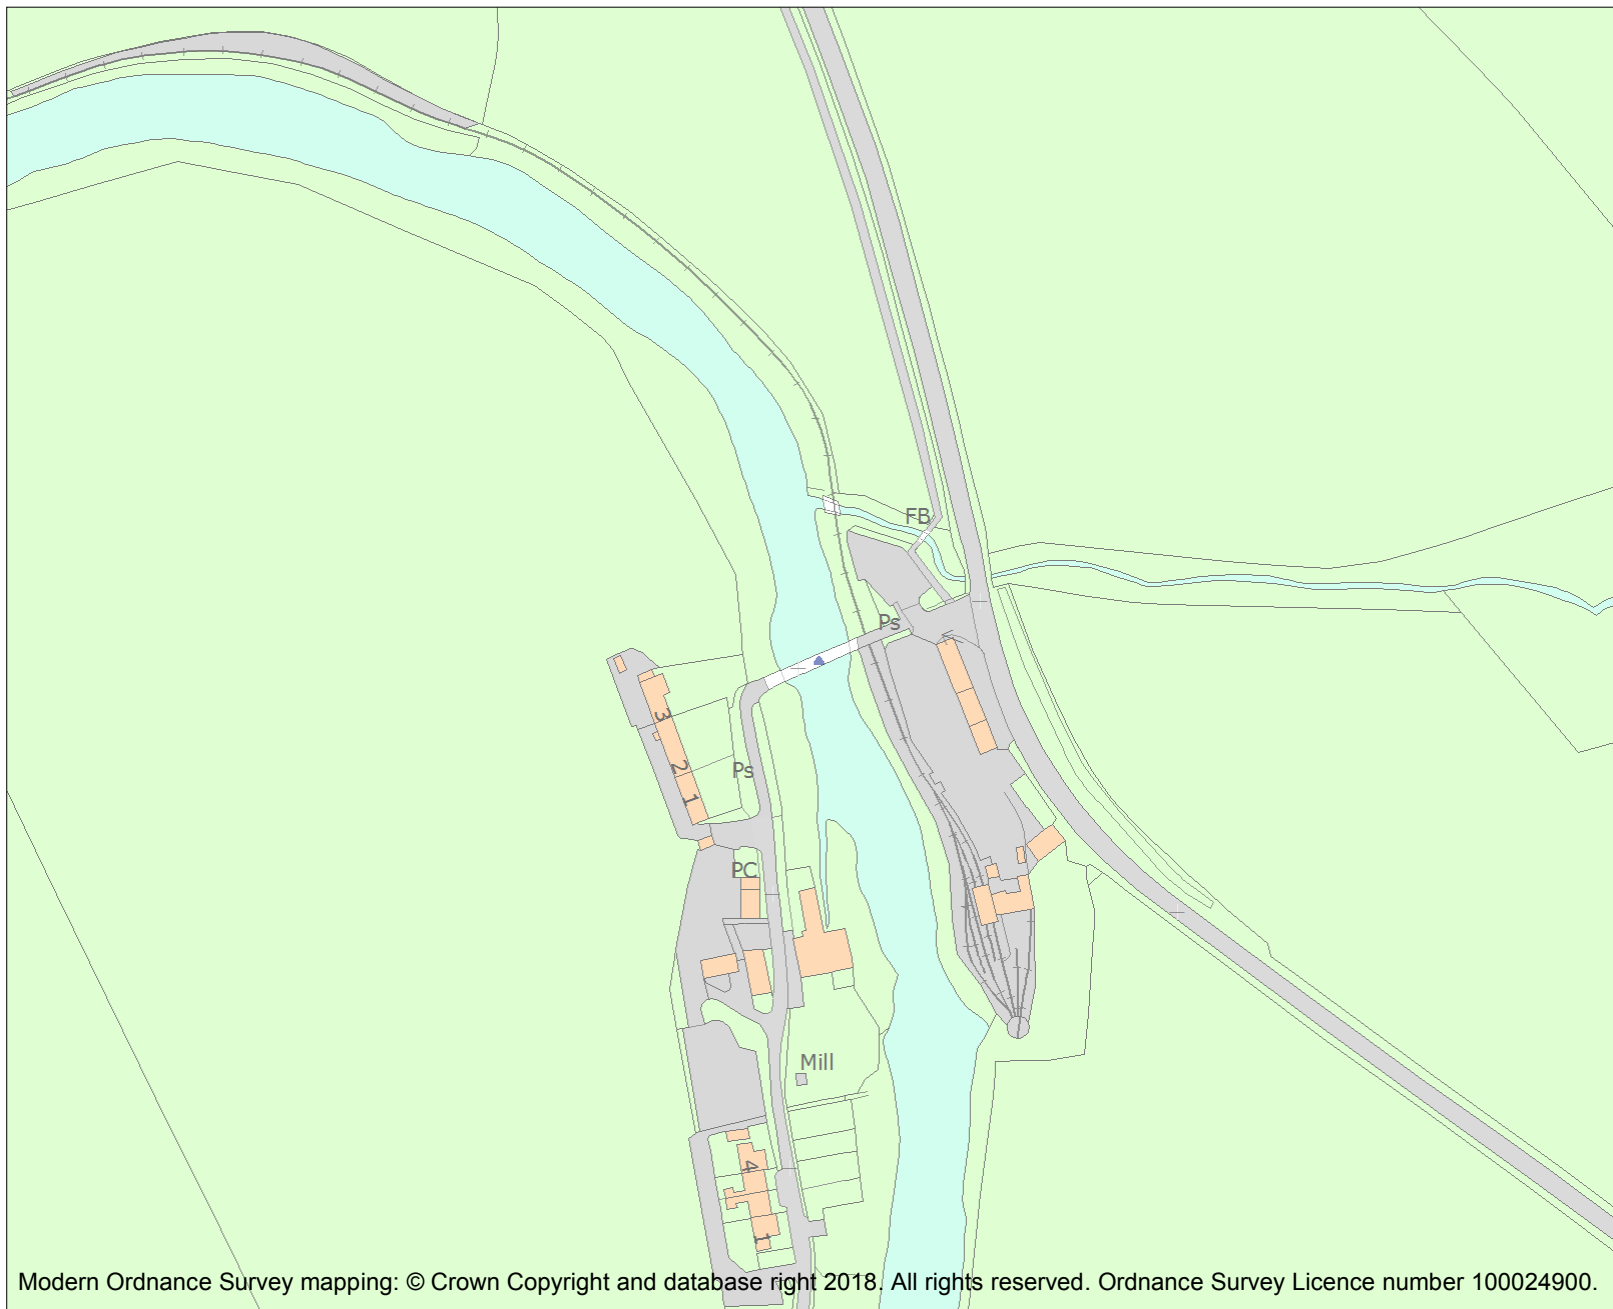 FB
Ps
3
2
Ps
1
PC
Mill
4
1
Modern Ordnance Survey mapping: © Crown Copyright and database right 2018. All rights reserved. Ordnance Survey Licence number 100024900.